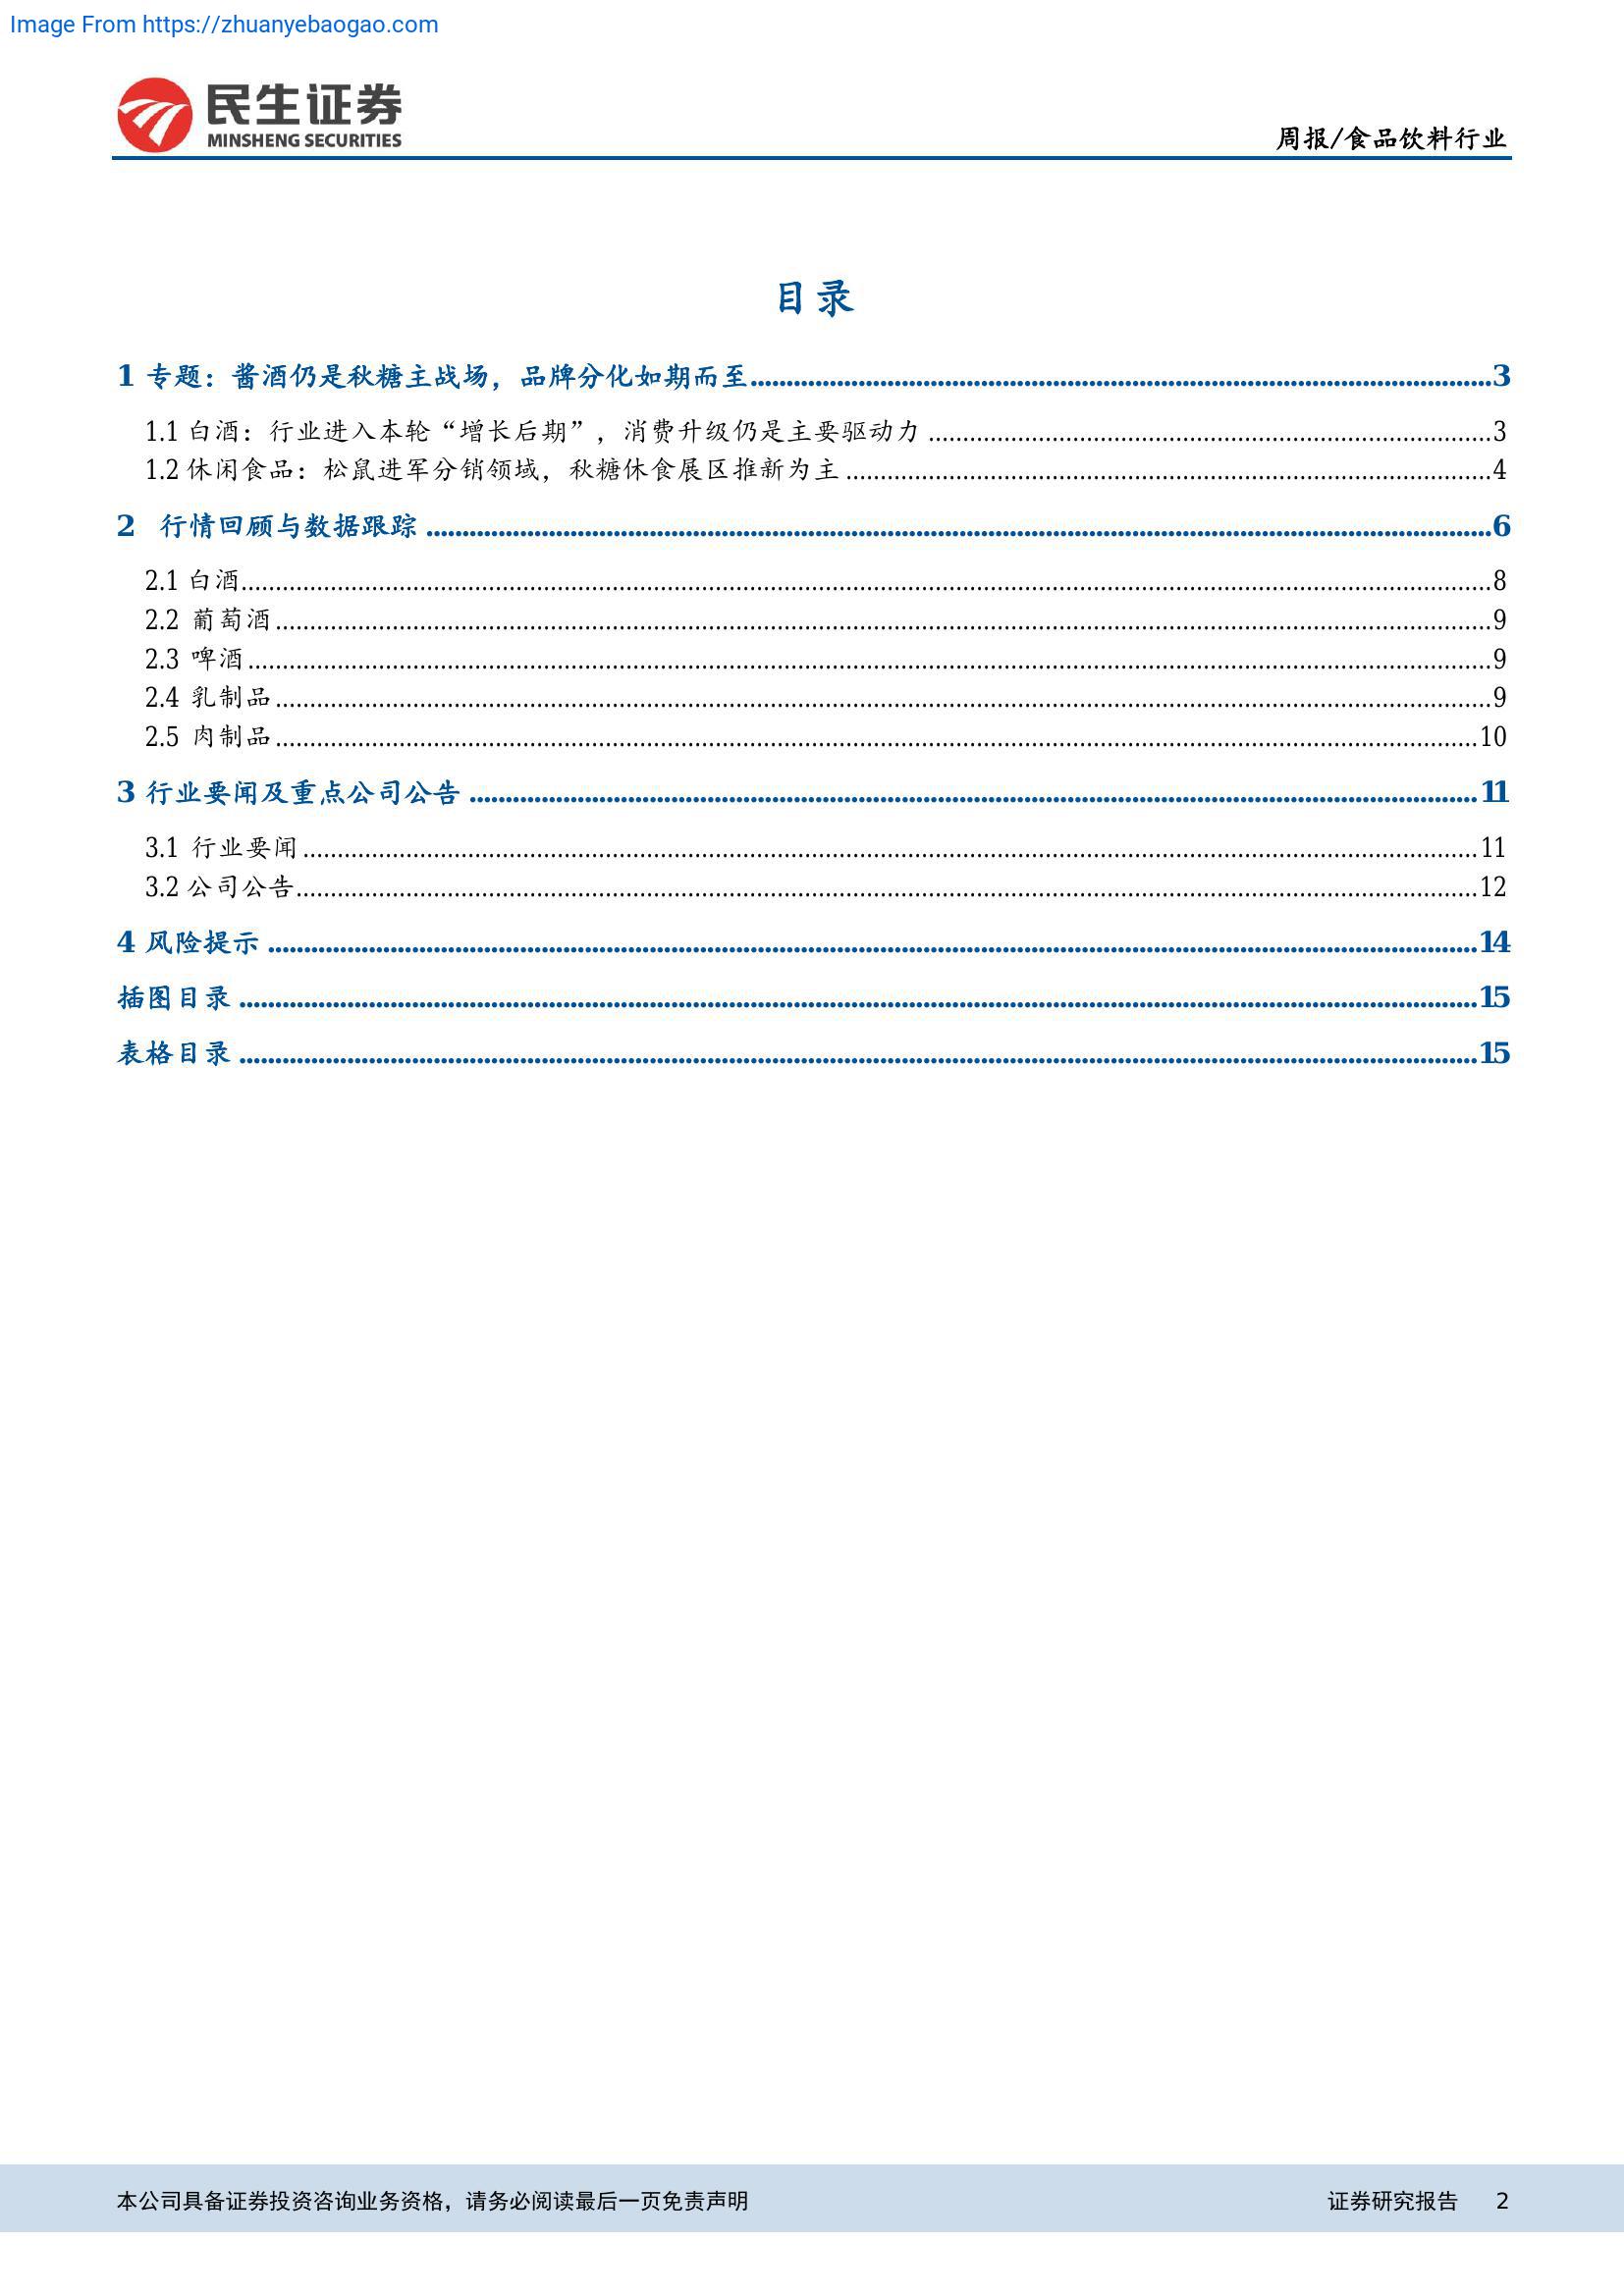 Image From https://zhuanyebaogao.com
民生证券
MINSHENG SECURITIES
周报/食品饮料行业
目录
1 专题：酱酒仍是秋糖主战场，品牌分化如期而至 3
1.1 白酒：行业进入本轮“增长后期”，消费升级仍是主要驱动力 3
1.2 休闲食品：松鼠进军分销领域，秋糖休食展区推新为主 4
2 行情回顾与数据跟踪 6
2.1 白酒 8
2.2 葡萄酒 9
2.3 啤酒 9
2.4 乳制品 9
2.5 肉制品 10
3 行业要闻及重点公司公告 11
3.1 行业要闻 11
3.2 公司公告 12
4 风险提示 14
插图目录 15
表格目录 15
本公司具备证券投资咨询业务资格，请务必阅读最后一页免责声明 证券研究报告 2